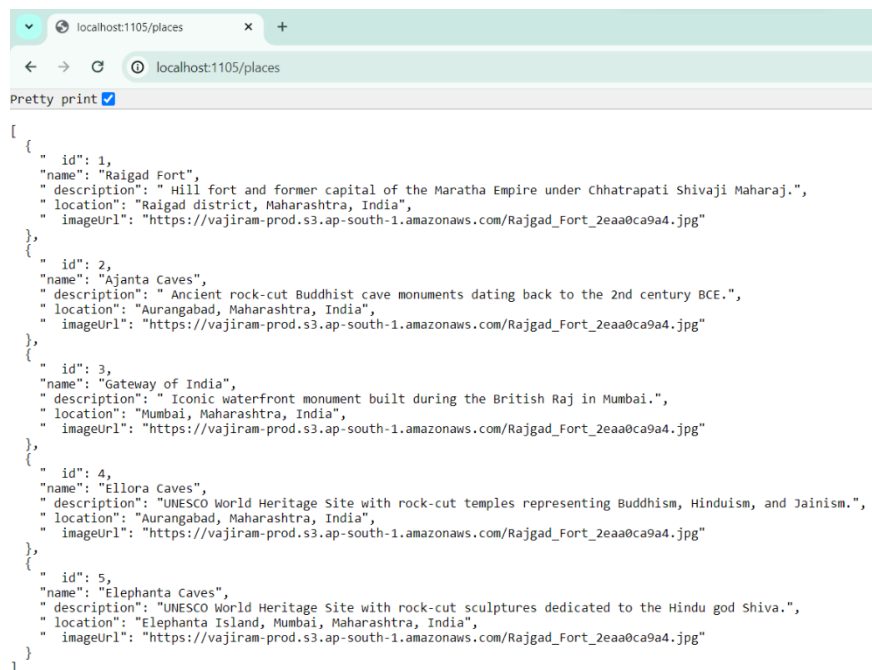 localhost:1105/places
localhost:1105/places
Pretty print
[
  {
    "  id": 1,
    "name": "Raigad Fort",
    " description": " Hill fort and former capital of the Maratha Empire under Chhatrapati Shivaji Maharaj.",
    " location": "Raigad district, Maharashtra, India",
    "  imageUrl": "https://vajiram-prod.s3.ap-south-1.amazonaws.com/Rajgad_Fort_2eaa0ca9a4.jpg"
  },
  {
    "  id": 2,
    "name": "Ajanta Caves",
    " description": " Ancient rock-cut Buddhist cave monuments dating back to the 2nd century BCE.",
    " location": "Aurangabad, Maharashtra, India",
    "  imageUrl": "https://vajiram-prod.s3.ap-south-1.amazonaws.com/Rajgad_Fort_2eaa0ca9a4.jpg"
  },
  {
    "  id": 3,
    "name": "Gateway of India",
    " description": " Iconic waterfront monument built during the British Raj in Mumbai.",
    " location": "Mumbai, Maharashtra, India",
    "  imageUrl": "https://vajiram-prod.s3.ap-south-1.amazonaws.com/Rajgad_Fort_2eaa0ca9a4.jpg"
  },
  {
    "  id": 4,
    "name": "Ellora Caves",
    " description": "UNESCO World Heritage Site with rock-cut temples representing Buddhism, Hinduism, and Jainism.",
    " location": "Aurangabad, Maharashtra, India",
    "  imageUrl": "https://vajiram-prod.s3.ap-south-1.amazonaws.com/Rajgad_Fort_2eaa0ca9a4.jpg"
  },
  {
    "  id": 5,
    "name": "Elephanta Caves",
    " description": "UNESCO World Heritage Site with rock-cut sculptures dedicated to the Hindu god Shiva.",
    " location": "Elephanta Island, Mumbai, Maharashtra, India",
    "  imageUrl": "https://vajiram-prod.s3.ap-south-1.amazonaws.com/Rajgad_Fort_2eaa0ca9a4.jpg"
  }
]